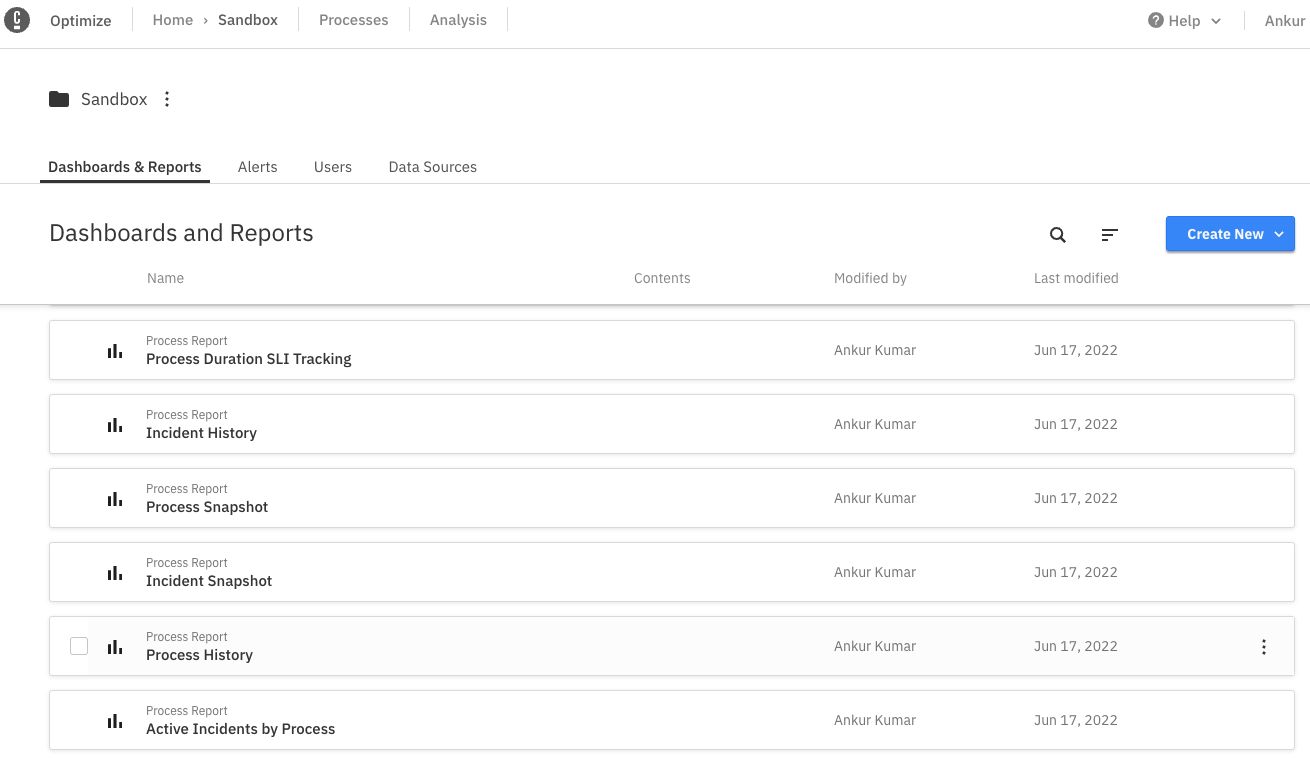 Optimize
Home › Sandbox
Processes
Analysis
Help
Ankur
Sandbox
Dashboards & Reports
Alerts
Users
Data Sources
Dashboards and Reports
Create New
Name
Contents
Modified by
Last modified
Process Report
Process Duration SLI Tracking
Ankur Kumar
Jun 17, 2022
Process Report
Incident History
Ankur Kumar
Jun 17, 2022
Process Report
Process Snapshot
Ankur Kumar
Jun 17, 2022
Process Report
Incident Snapshot
Ankur Kumar
Jun 17, 2022
Process Report
Process History
Ankur Kumar
Jun 17, 2022
Process Report
Active Incidents by Process
Ankur Kumar
Jun 17, 2022